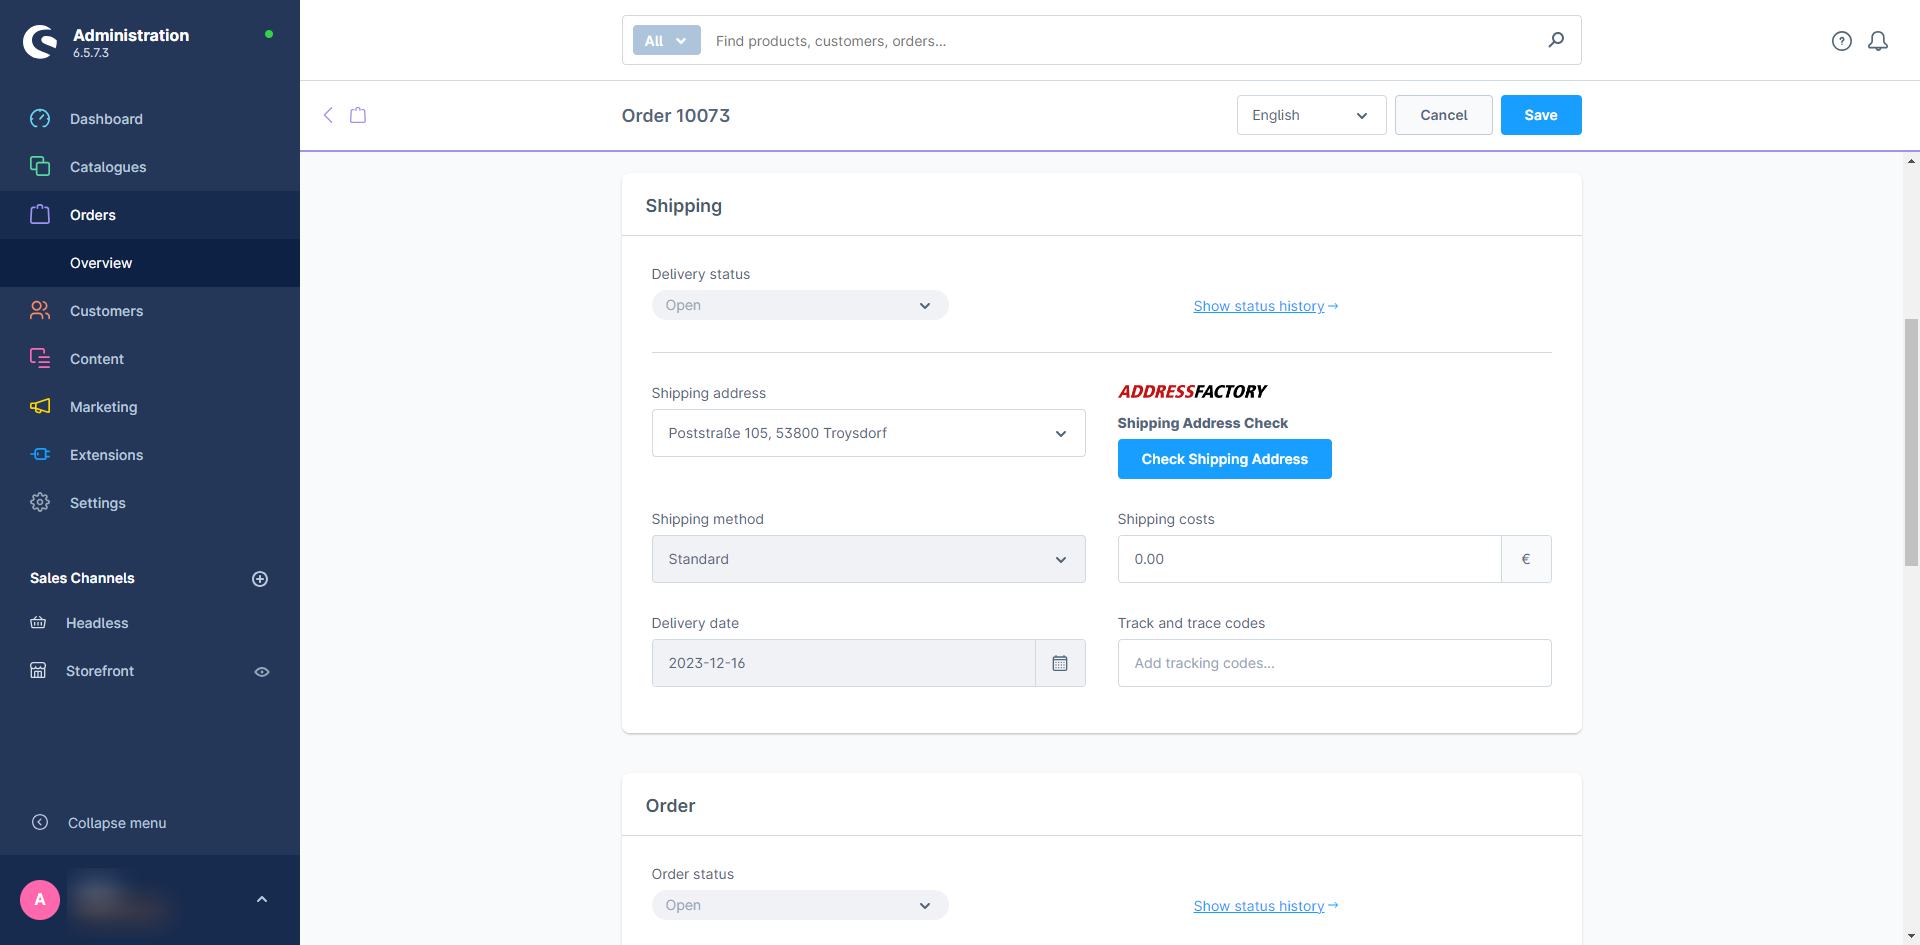 Administration
6.5.7.3
Dashboard
Catalogues
Orders
Overview
Customers
Content
Marketing
Extensions
Settings
Sales Channels
Headless
Storefront
Collapse menu
A
All
Find products, customers, orders...
Order 10073
English
Cancel
Save
Shipping
Delivery status
Open
Show status history→
Shipping address
Poststraße 105, 53800 Troysdorf
ADDRESSFACTORY
Shipping Address Check
Check Shipping Address
Shipping method
Standard
Shipping costs
0.00 €
Delivery date
2023-12-16
Track and trace codes
Add tracking codes...
Order
Order status
Open
Show status history→